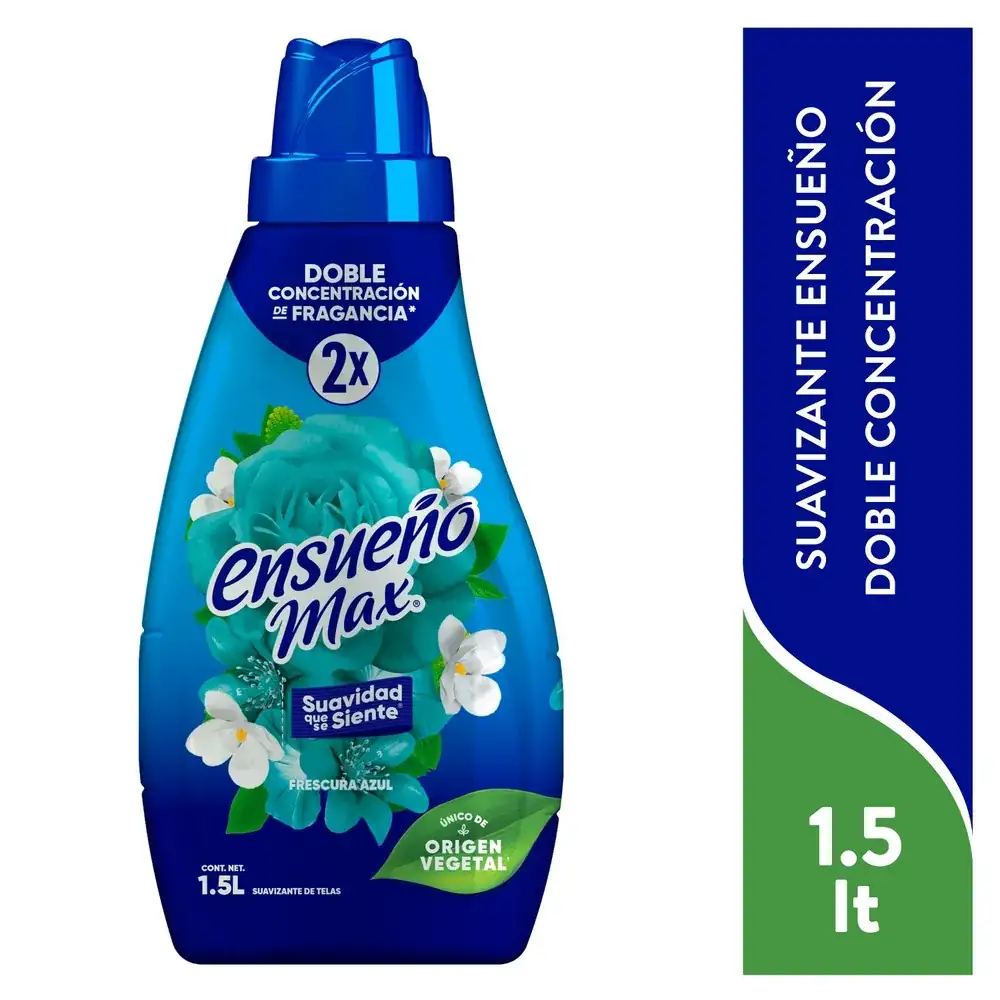 DOBLE
CONCENTRACIÓN
DE FRAGANCIA*
2x
ensueño
Max®
Suavidad
que se Siente®
FRESCURA AZUL
ÚNICO DE
ORIGEN
VEGETAL*
CONT. NET.
1.5L SUAVIZANTE DE TELAS
SUAVIZANTE ENSUEÑO
DOBLE CONCENTRACIÓN
1.5
lt